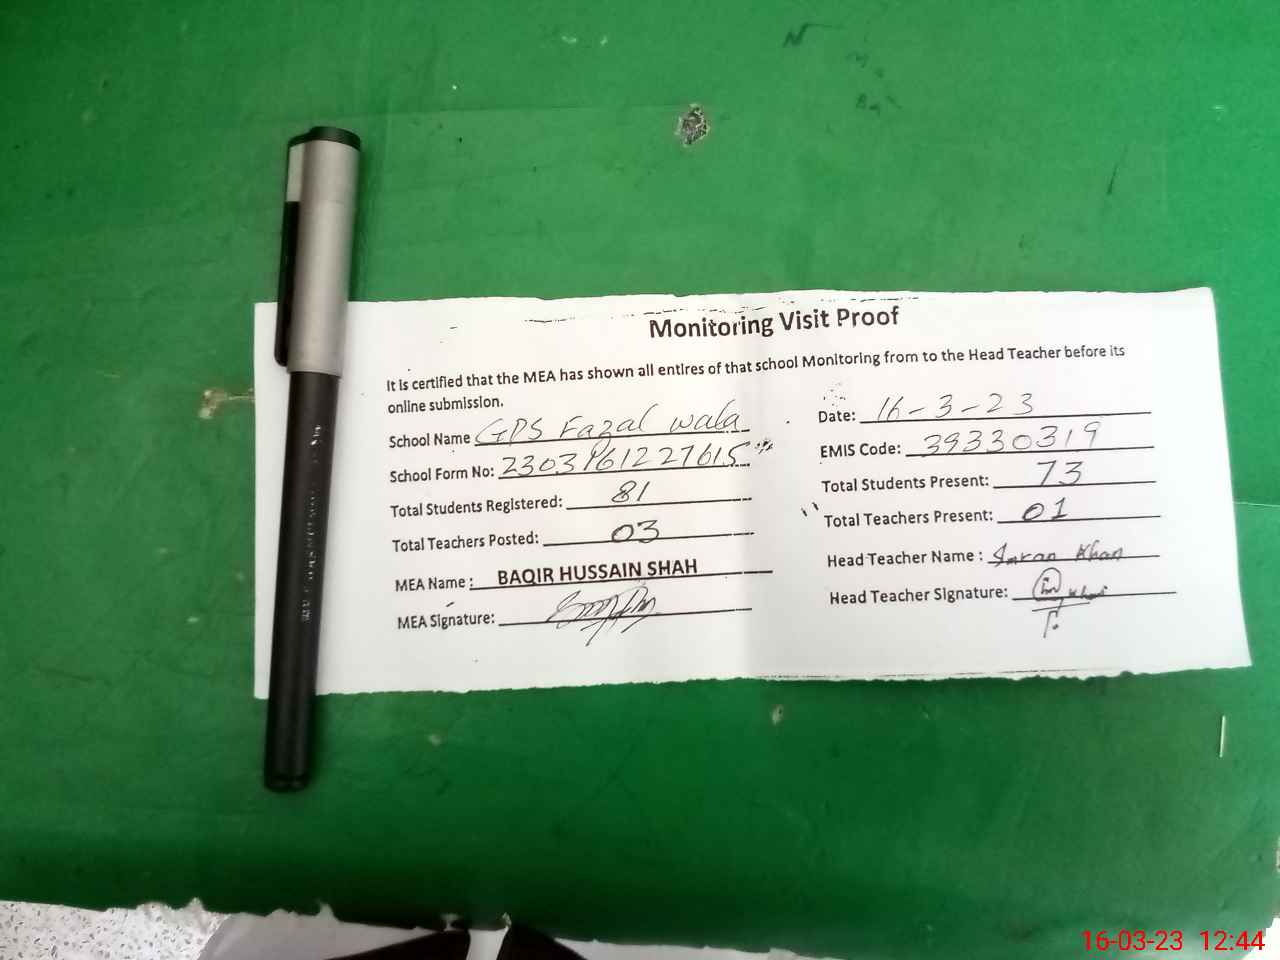 Monitoring Visit Proof
It is certified that the MEA has shown all entires of that school Monitoring from to the Head Teacher before its
online submission.
School Name GPS Fazal wala
Date: 16-3-23
School Form No: 2303161227615
EMIS Code: 39330319
Total Students Registered: 81
Total Students Present: 73
Total Teachers Posted: 03
Total Teachers Present: 01
MEA Name: BAQIR HUSSAIN SHAH
Head Teacher Name: Imran Khan
MEA Signature:
Head Teacher Signature: Khan
16-03-23 12:44